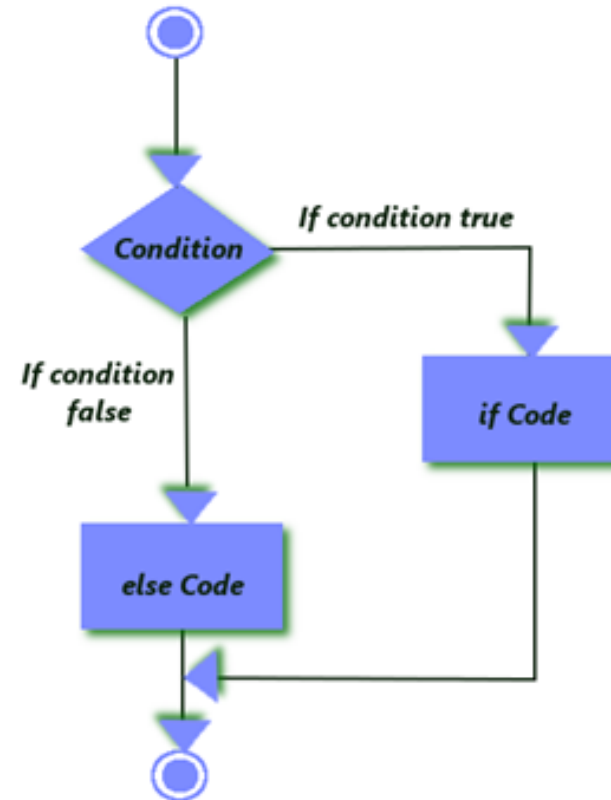 If condition true
Condition
If condition
false
if Code
else Code